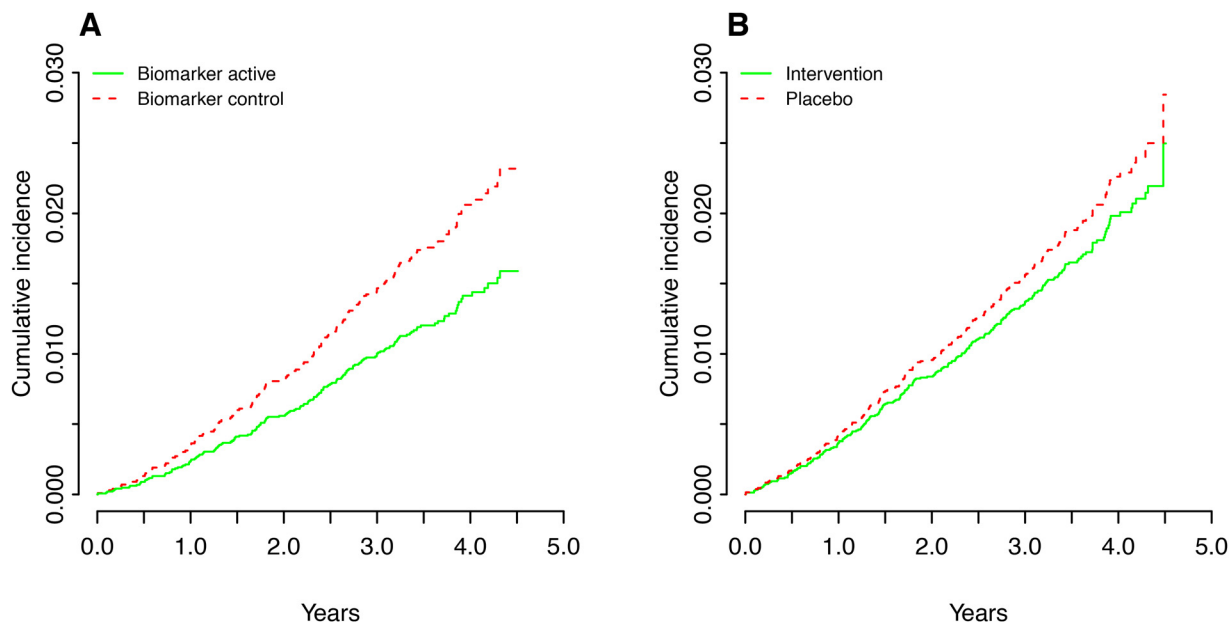 A
Biomarker active
Biomarker control
Cumulative incidence
0.030
0.020
0.010
0.000
0.0 1.0 2.0 3.0 4.0 5.0
Years
B
Intervention
Placebo
Cumulative incidence
0.030
0.020
0.010
0.000
0.0 1.0 2.0 3.0 4.0 5.0
Years